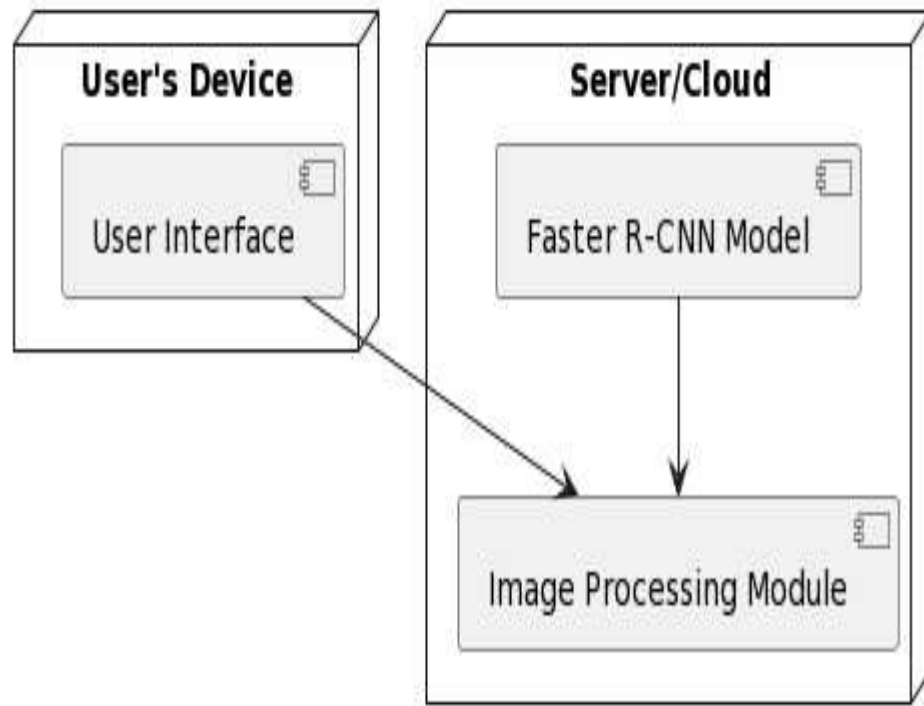 User's Device
User Interface
Server/Cloud
Faster R-CNN Model
Image Processing Module